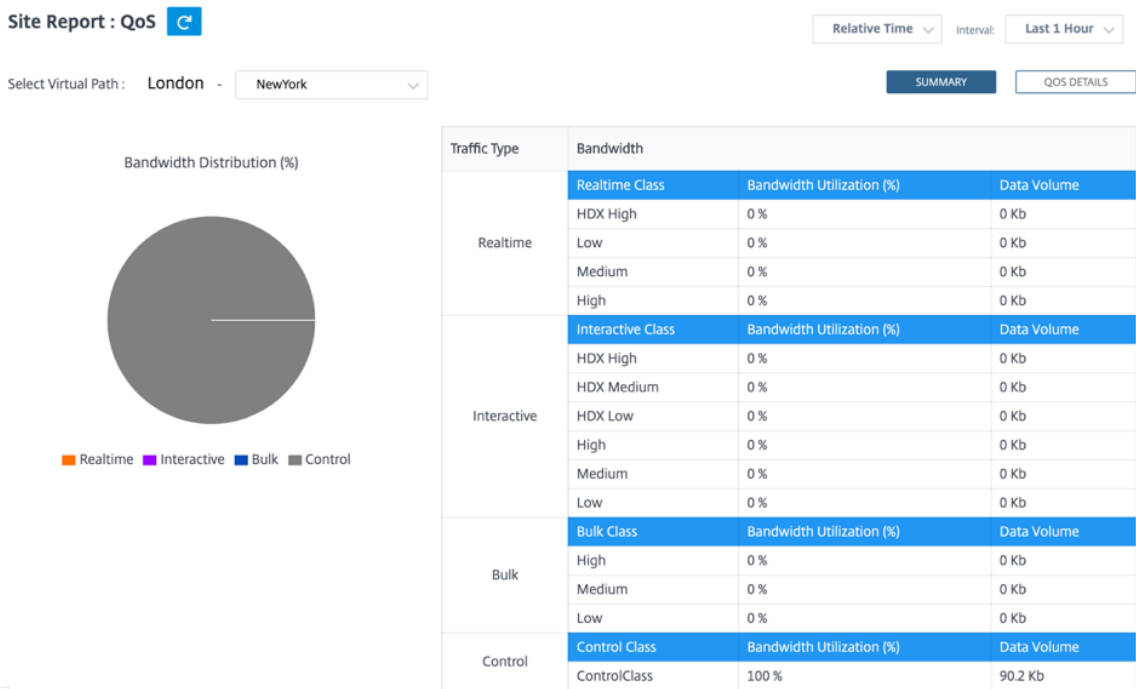 Site Report : QoS
Relative Time Interval: Last 1 Hour
Select Virtual Path : London - NewYork
SUMMARY QOS DETAILS
Bandwidth Distribution (%)
Realtime Interactive Bulk Control
Traffic Type Bandwidth
Realtime
Realtime Class Bandwidth Utilization (%) Data Volume
HDX High 0 % 0 Kb
Low 0 % 0 Kb
Medium 0 % 0 Kb
High 0 % 0 Kb
Interactive
Interactive Class Bandwidth Utilization (%) Data Volume
HDX High 0 % 0 Kb
HDX Medium 0 % 0 Kb
HDX Low 0 % 0 Kb
High 0 % 0 Kb
Medium 0 % 0 Kb
Low 0 % 0 Kb
Bulk
Bulk Class Bandwidth Utilization (%) Data Volume
High 0 % 0 Kb
Medium 0 % 0 Kb
Low 0 % 0 Kb
Control
Control Class Bandwidth Utilization (%) Data Volume
ControlClass 100 % 90.2 Kb